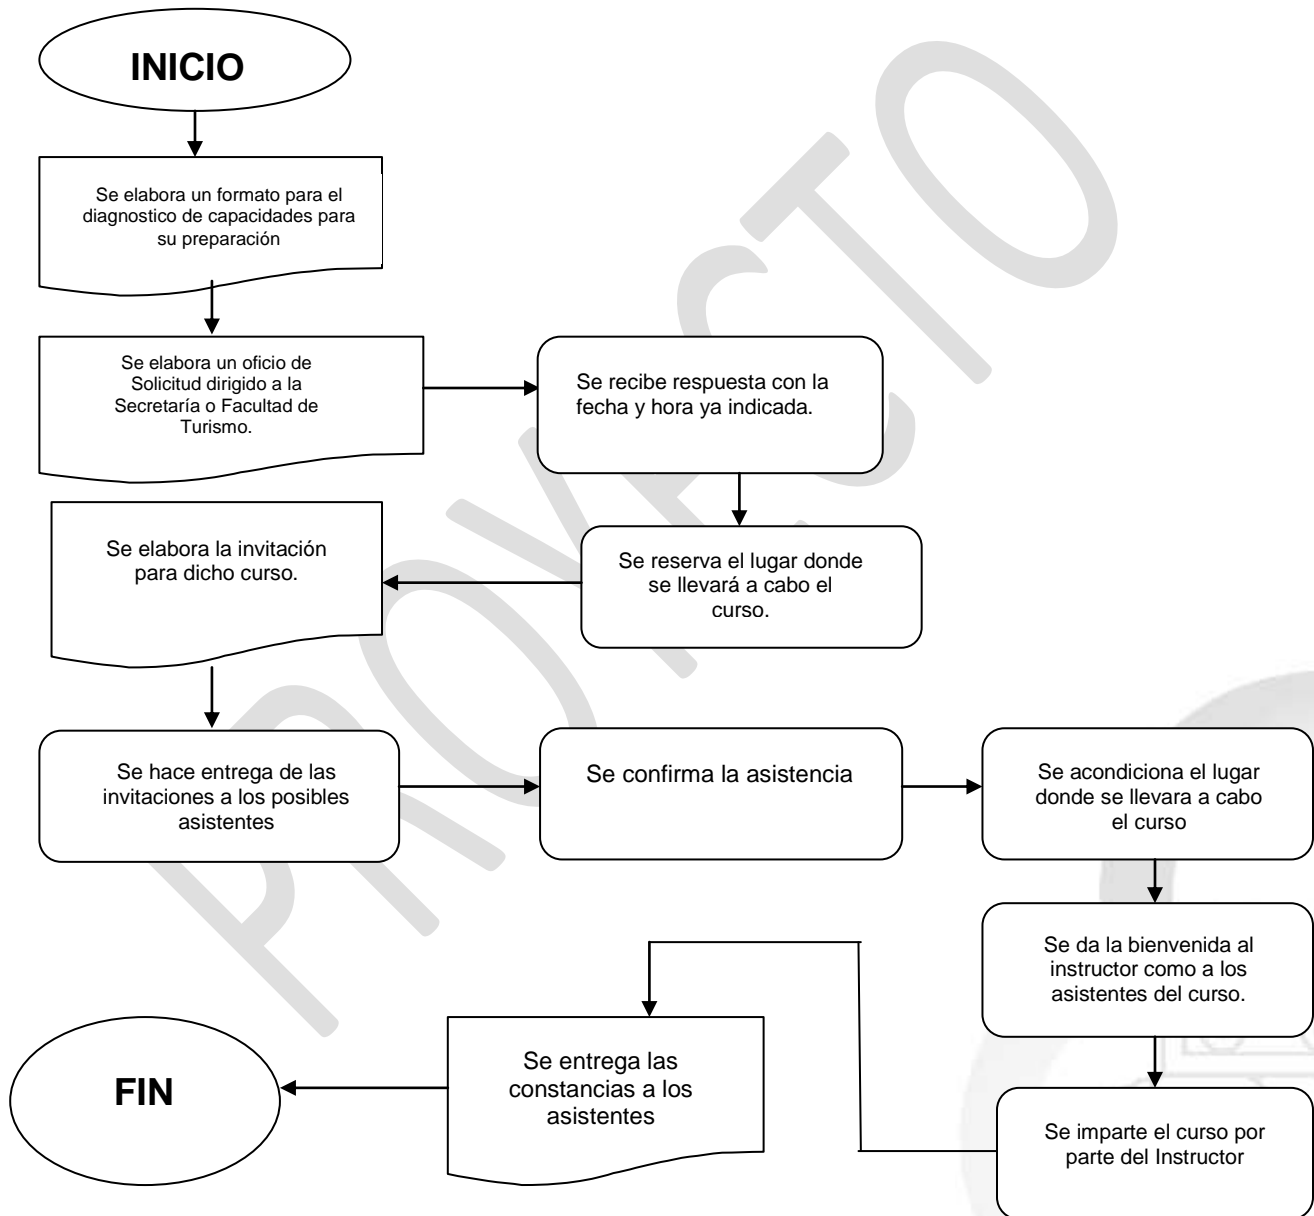 INICIO
Se elabora un formato para el
diagnostico de capacidades para
su preparación
Se elabora un oficio de
Solicitud dirigido a la
Secretaría o Facultad de
Turismo.
Se recibe respuesta con la
fecha y hora ya indicada.
Se reserva el lugar donde
se llevará a cabo el
curso.
Se elabora la invitación
para dicho curso.
Se hace entrega de las
invitaciones a los posibles
asistentes
Se confirma la asistencia
Se acondiciona el lugar
donde se llevara a cabo
el curso
Se da la bienvenida al
instructor como a los
asistentes del curso.
Se imparte el curso por
parte del Instructor
Se entrega las
constancias a los
asistentes
FIN
PROYECTO